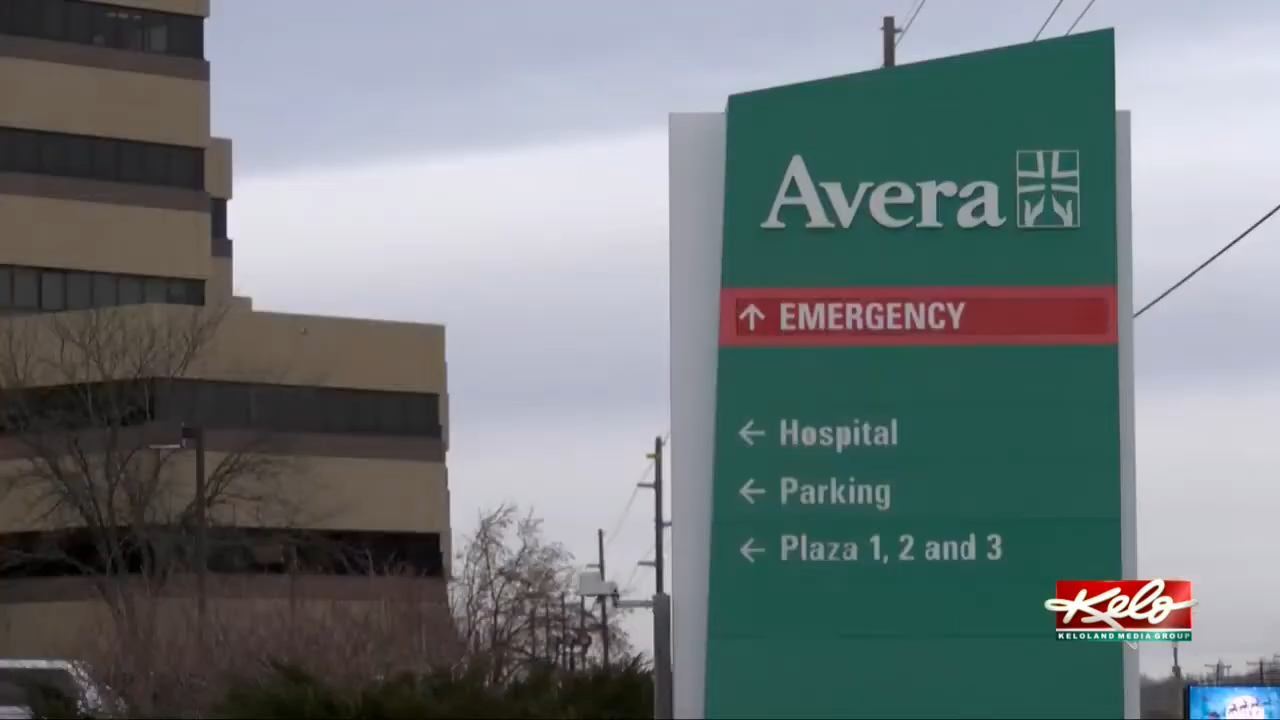 Avera
EMERGENCY
Hospital
Parking
Plaza 1, 2 and 3
Kelo
KELOLAND MEDIA GROUP